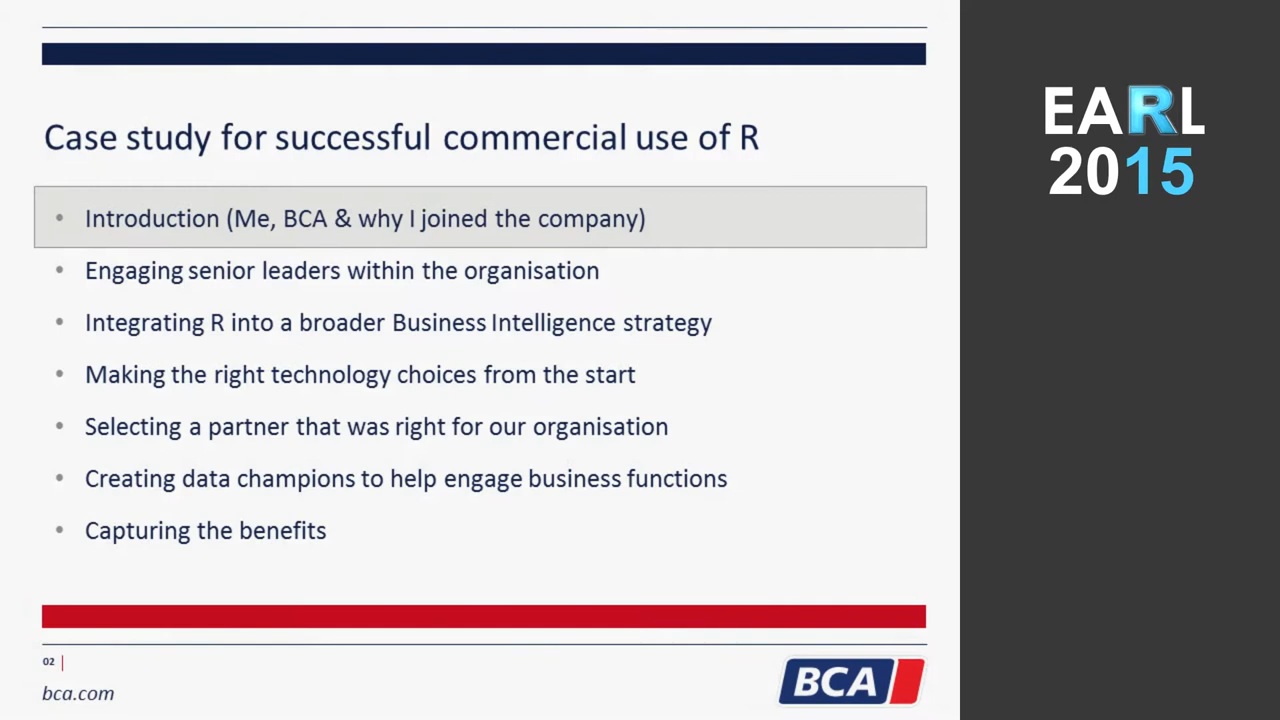 Case study for successful commercial use of R
• Introduction (Me, BCA & why I joined the company)
• Engaging senior leaders within the organisation
• Integrating R into a broader Business Intelligence strategy
• Making the right technology choices from the start
• Selecting a partner that was right for our organisation
• Creating data champions to help engage business functions
• Capturing the benefits
02
bca.com
BCA
EARL
2015